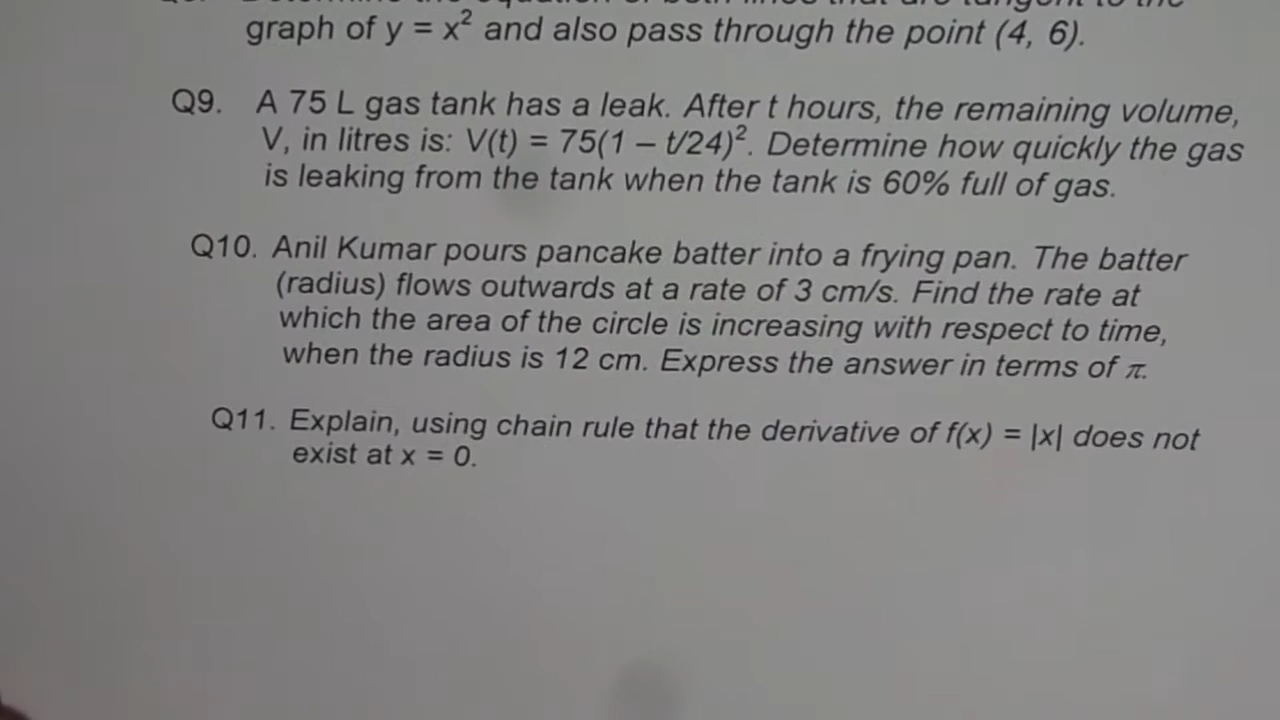 graph of y = x² and also pass through the point (4, 6).
Q9. A 75 L gas tank has a leak. After t hours, the remaining volume,
V, in litres is: V(t) = 75(1 – t/24)². Determine how quickly the gas
is leaking from the tank when the tank is 60% full of gas.
Q10. Anil Kumar pours pancake batter into a frying pan. The batter
(radius) flows outwards at a rate of 3 cm/s. Find the rate at
which the area of the circle is increasing with respect to time,
when the radius is 12 cm. Express the answer in terms of π.
Q11. Explain, using chain rule that the derivative of f(x) = |x| does not
exist at x = 0.